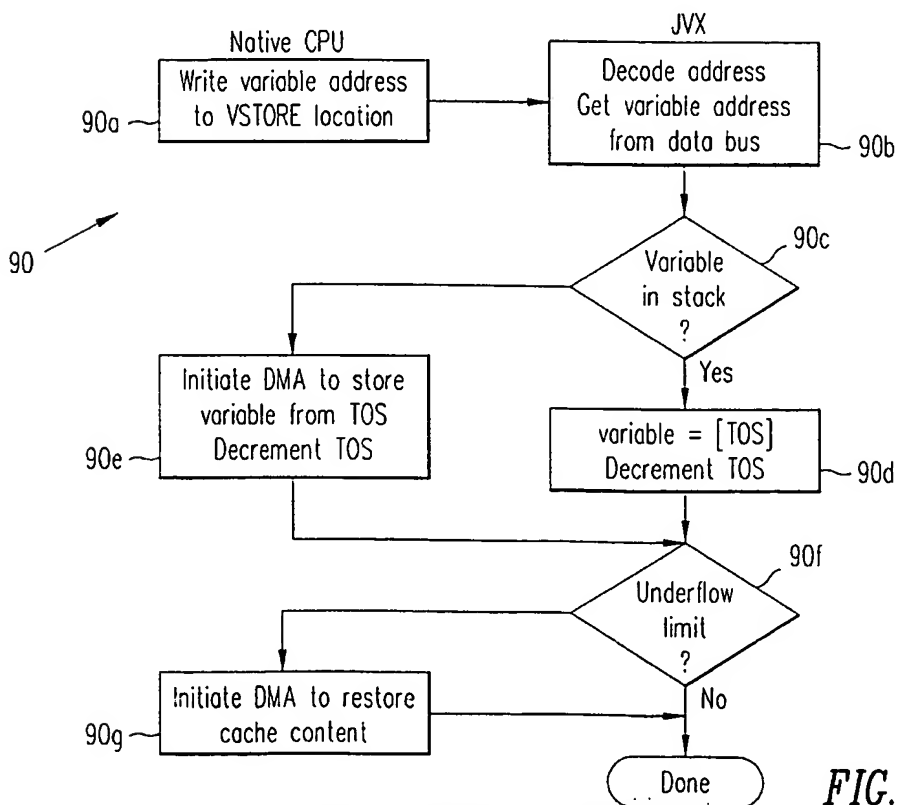 Native CPU
Write variable address
to VSTORE location
90a
JVX
Decode address
Get variable address
from data bus
90b
90
90c
Variable
in stack
?
Yes
Initiate DMA to store
variable from TOS
Decrement TOS
90e
variable = [TOS]
Decrement TOS
90d
90f
Underflow
limit
?
No
Initiate DMA to restore
cache content
90g
Done
FIG.